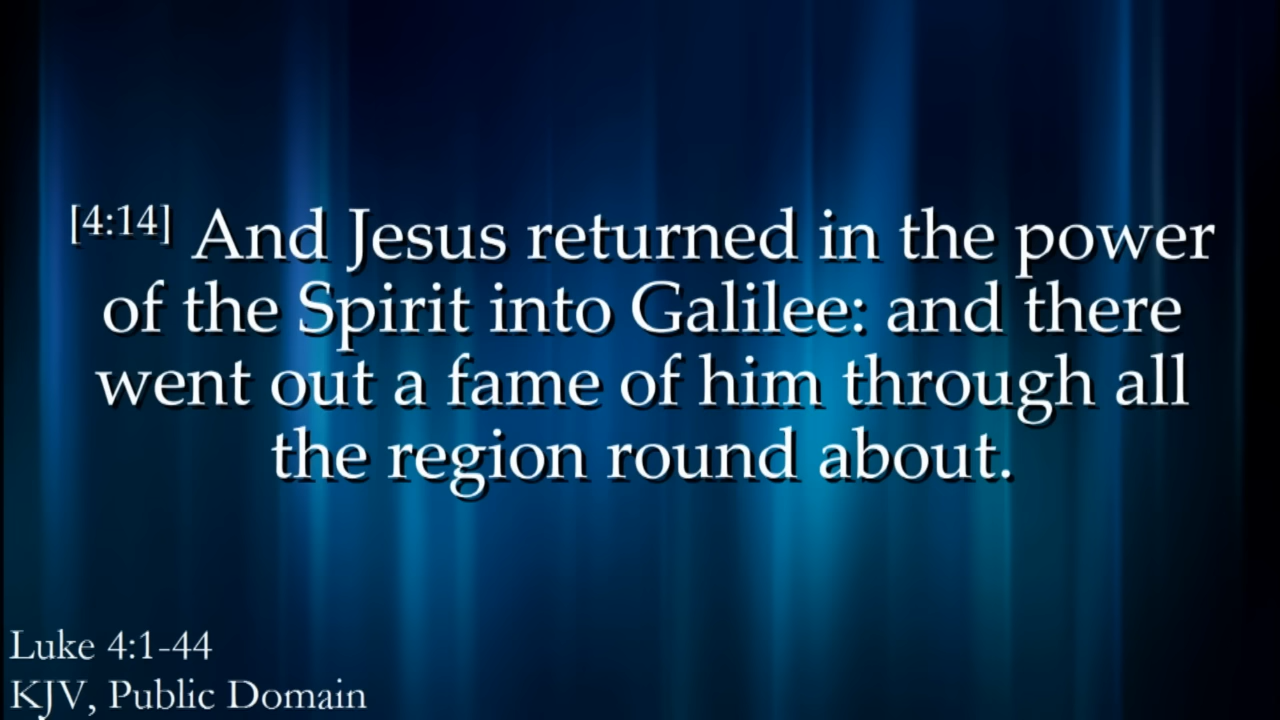 [4:14] And Jesus returned in the power
of the Spirit into Galilee: and there
went out a fame of him through all
the region round about.
Luke 4:1-44
KJV, Public Domain